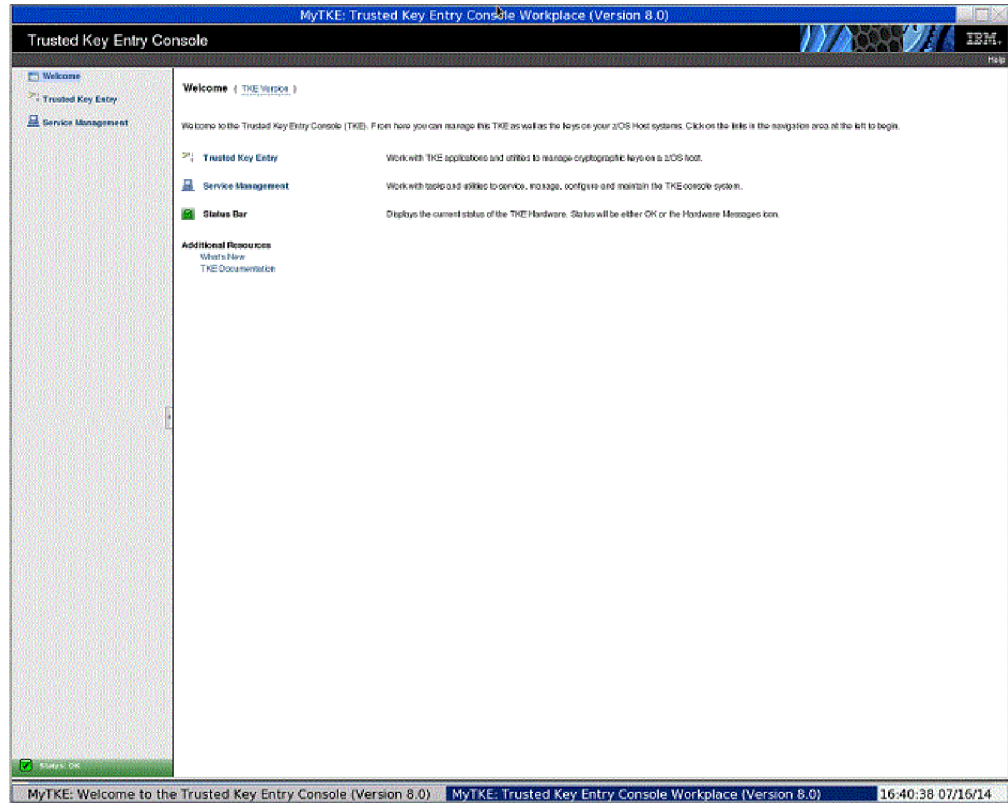 MyTKE: Trusted Key Entry Console Workplace (Version 8.0)
Trusted Key Entry Console
IBM.
Help
Welcome
Trusted Key Entry
Service Management
Welcome ( TKE Version )
Welcome to the Trusted Key Entry Console (TKE). From here you can manage this TKE as well as the keys on your z/OS Host systems. Click on the links in the navigation area at the left to begin.
Trusted Key Entry Work with TKE applications and utilities to manage cryptographic keys on a z/OS host.
Service Management Work with tasks and utilities to service, manage, configure and maintain the TKE console system.
Status Bar Displays the current status of the TKE Hardware. Status will be either OK or the Hardware Messages icon.
Additional Resources
What's New
TKE Documentation
Status: OK
MyTKE: Welcome to the Trusted Key Entry Console (Version 8.0) MyTKE: Trusted Key Entry Console Workplace (Version 8.0) 16:40:38 07/16/14